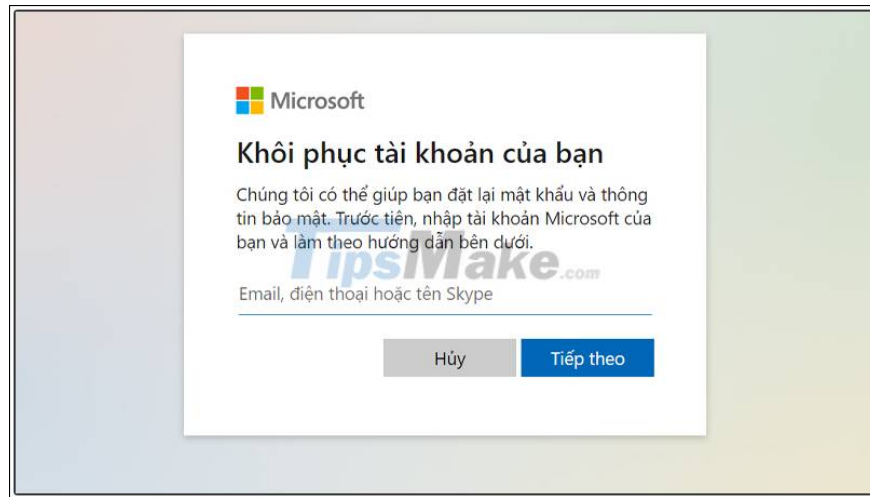 Microsoft
Khôi phục tài khoản của bạn
Chúng tôi có thể giúp bạn đặt lại mật khẩu và thông
tin bảo mật. Trước tiên, nhập tài khoản Microsoft của
bạn và làm theo hướng dẫn bên dưới.
TipsMake.com
Email, điện thoại hoặc tên Skype
Hủy
Tiếp theo